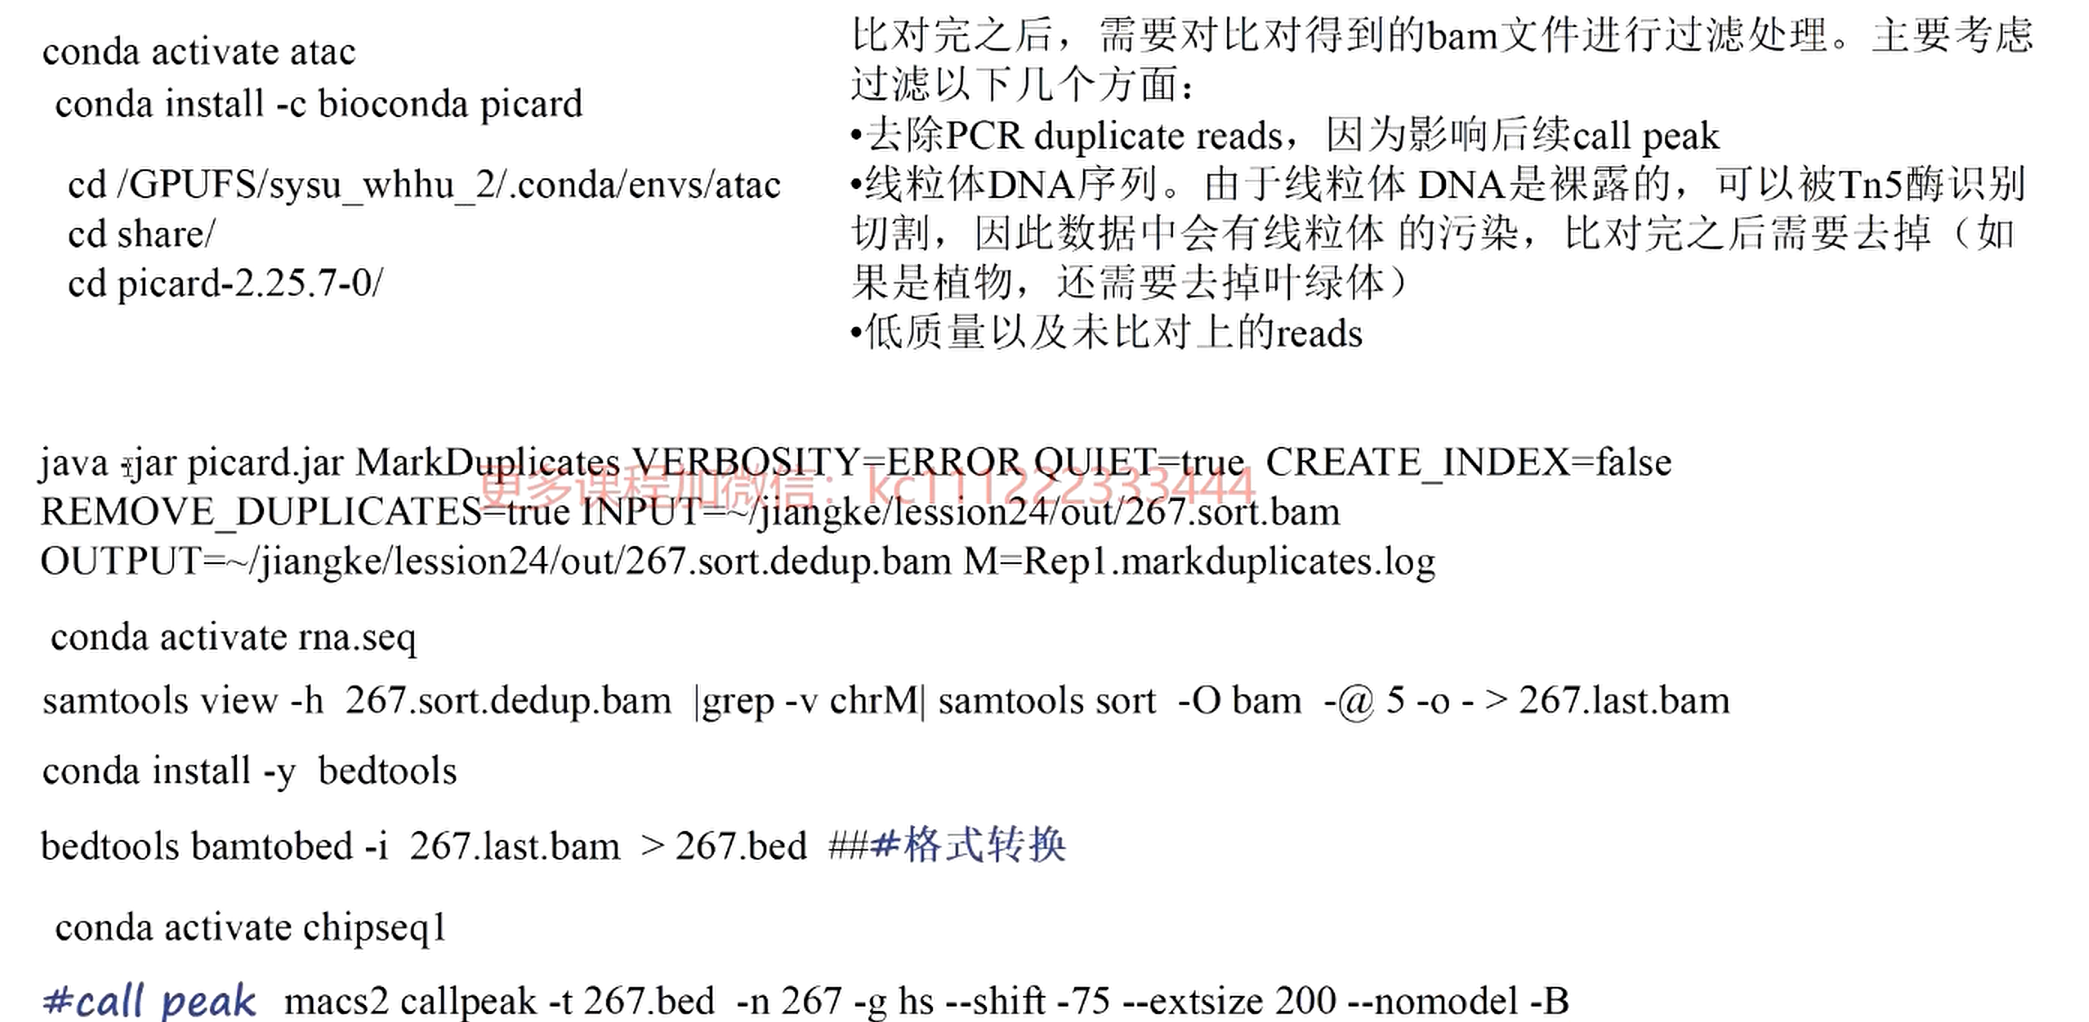 conda activate atac
conda install -c bioconda picard
cd /GPUFS/sysu_whhu_2/.conda/envs/atac
cd share/
cd picard-2.25.7-0/
比对完之后，需要对比对得到的bam文件进行过滤处理。主要考虑
过滤以下几个方面：
•去除PCR duplicate reads，因为影响后续call peak
•线粒体DNA序列。由于线粒体 DNA是裸露的，可以被Tn5酶识别
切割，因此数据中会有线粒体 的污染，比对完之后需要去掉（如
果是植物，还需要去掉叶绿体）
•低质量以及未比对上的reads
java -jar picard.jar MarkDuplicates VERBOSITY=ERROR QUIET=true CREATE_INDEX=false
更多课程加微信：kc111222333444
REMOVE_DUPLICATES=true INPUT=~/jiangke/lession24/out/267.sort.bam
OUTPUT=~/jiangke/lession24/out/267.sort.dedup.bam M=Rep1.markduplicates.log
conda activate rna.seq
samtools view -h 267.sort.dedup.bam |grep -v chrM| samtools sort -O bam -@ 5 -o - > 267.last.bam
conda install -y bedtools
bedtools bamtobed -i 267.last.bam > 267.bed ###格式转换
conda activate chipseq1
#call peak macs2 callpeak -t 267.bed -n 267 -g hs --shift -75 --extsize 200 --nomodel -B